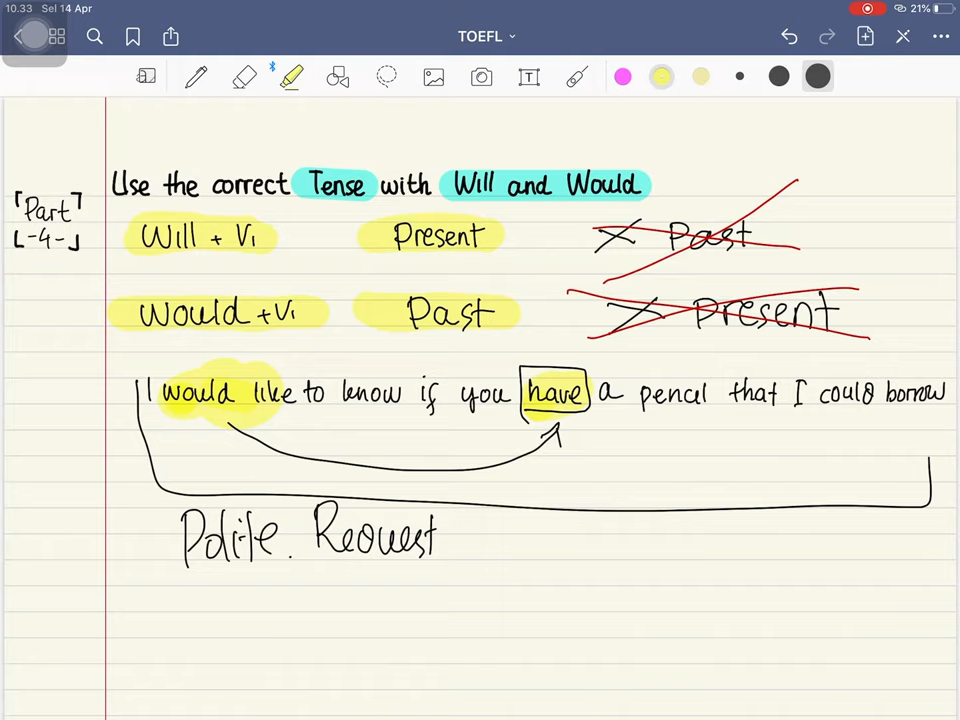 10.33 Sel 14 Apr
21%
TOEFL
T
Use the correct Tense with Will and Would
Part
-4-
Will + V1 Present X Past
Would + V1 Past X Present
I would like to know if you have a pencil that I could borrow
Polite. Request